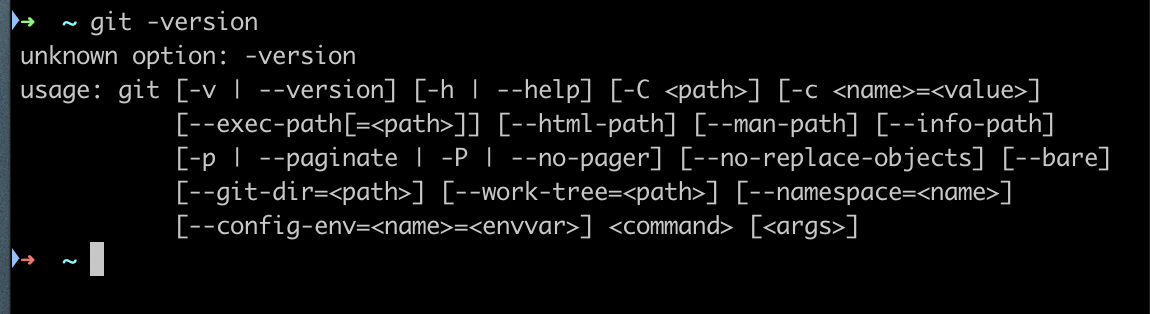 ➜ ~ git -version
unknown option: -version
usage: git [-v | --version] [-h | --help] [-C <path>] [-c <name>=<value>]
[--exec-path[=<path>]] [--html-path] [--man-path] [--info-path]
[-p | --paginate | -P | --no-pager] [--no-replace-objects] [--bare]
[--git-dir=<path>] [--work-tree=<path>] [--namespace=<name>]
[--config-env=<name>=<envvar>] <command> [<args>]
➜ ~